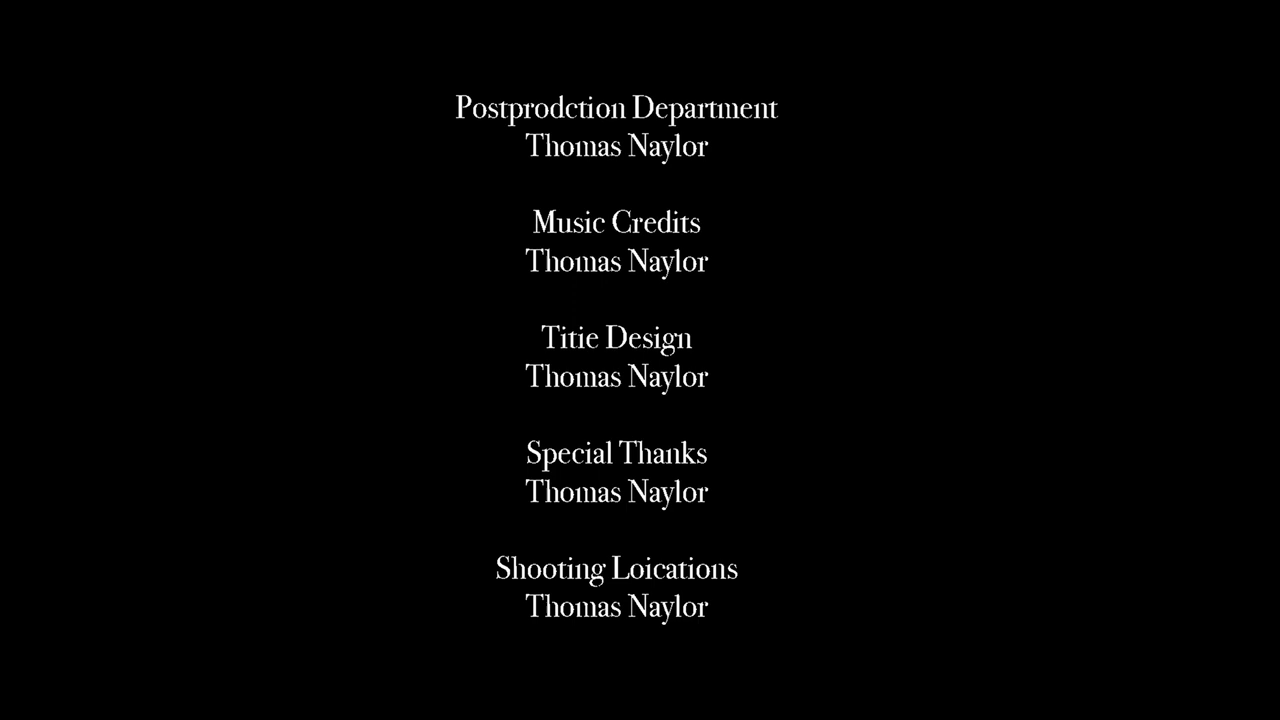 Postprodction Department
Thomas Naylor
Music Credits
Thomas Naylor
Titie Design
Thomas Naylor
Special Thanks
Thomas Naylor
Shooting Loications
Thomas Naylor